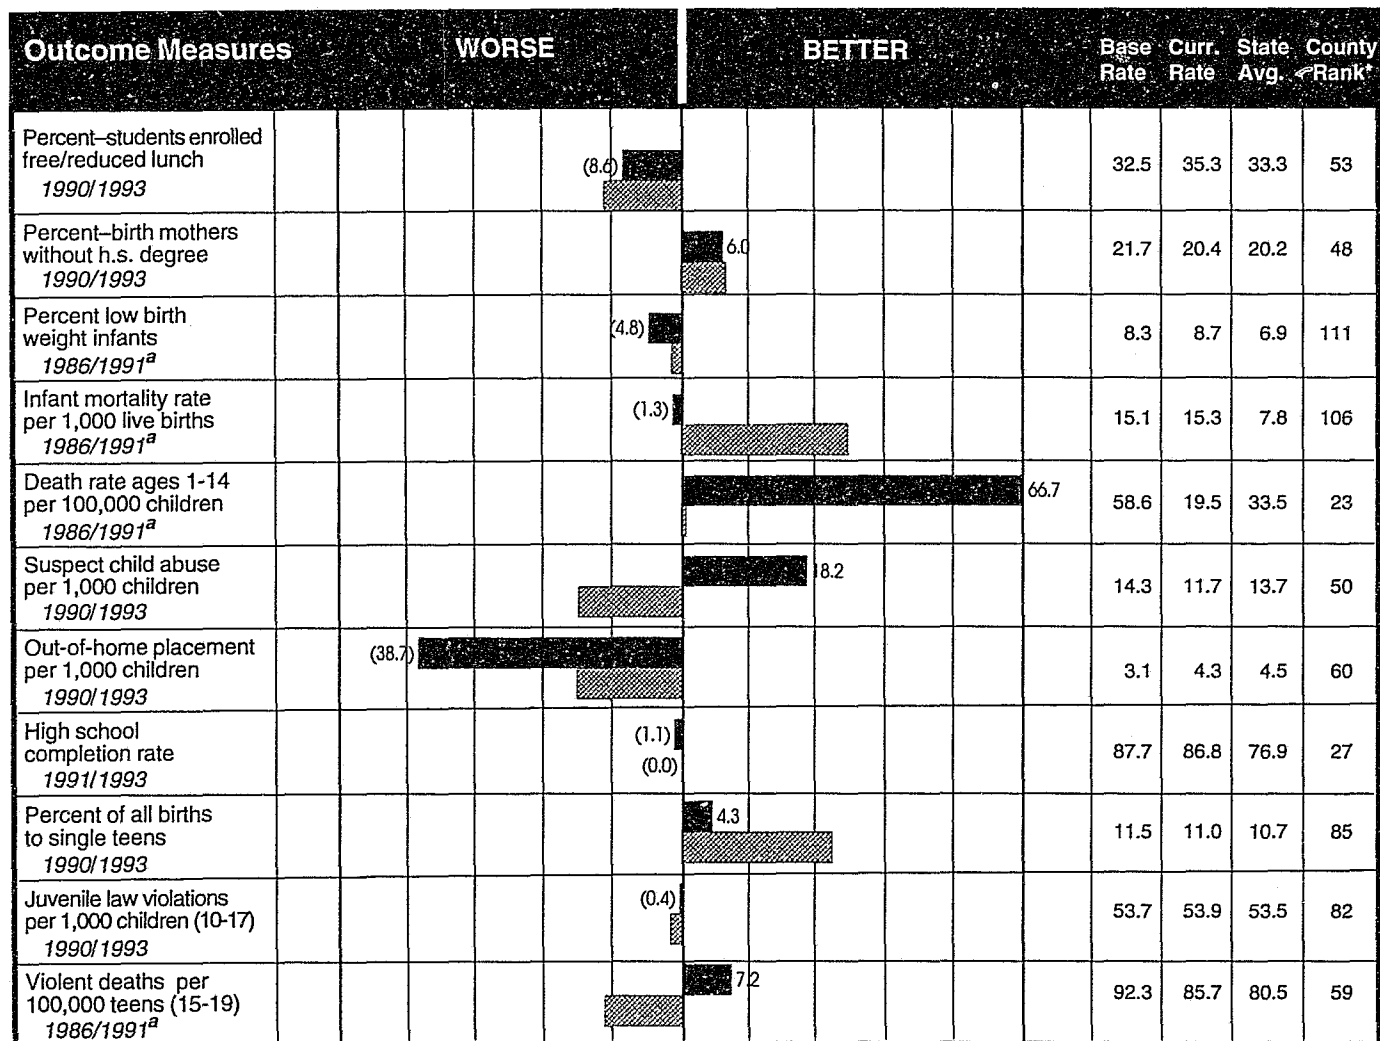 Outcome Measures WORSE BETTER Base Rate Curr. Rate State Avg. County Rank*
Percent–students enrolled
free/reduced lunch (8.6) 32.5 35.3 33.3 53
1990/1993
Percent–birth mothers
without h.s. degree 6.0 21.7 20.4 20.2 48
1990/1993
Percent low birth
weight infants (4.8) 8.3 8.7 6.9 111
1986/1991a
Infant mortality rate
per 1,000 live births (1.3) 15.1 15.3 7.8 106
1986/1991a
Death rate ages 1-14
per 100,000 children 66.7 58.6 19.5 33.5 23
1986/1991a
Suspect child abuse
per 1,000 children 18.2 14.3 11.7 13.7 50
1990/1993
Out-of-home placement
per 1,000 children (38.7) 3.1 4.3 4.5 60
1990/1993
High school (1.1)
completion rate (0.0) 87.7 86.8 76.9 27
1991/1993
Percent of all births
to single teens 4.3 11.5 11.0 10.7 85
1990/1993
Juvenile law violations
per 1,000 children (10-17) (0.4) 53.7 53.9 53.5 82
1990/1993
Violent deaths per
100,000 teens (15-19) 7.2 92.3 85.7 80.5 59
1986/1991a